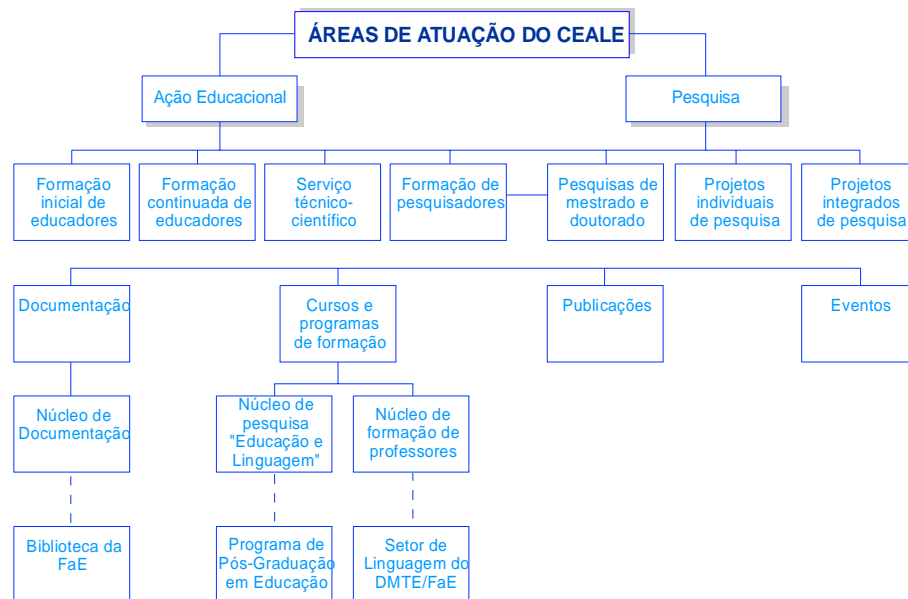 ÁREAS DE ATUAÇÃO DO CEALE
Ação Educacional
Pesquisa
Formação
inicial de
educadores
Formação
continuada de
educadores
Serviço
técnico-
científico
Formação de
pesquisadores
Pesquisas de
mestrado e
doutorado
Projetos
individuais
de pesquisa
Projetos
integrados
de pesquisa
Documentação
Cursos e
programas
de formação
Publicações
Eventos
Núcleo de
Documentação
Núcleo de
pesquisa
"Educação e
Linguagem"
Núcleo de
formação de
professores
Biblioteca da
FaE
Programa de
Pós-Graduação
em Educação
Setor de
Linguagem do
DMTE/FaE